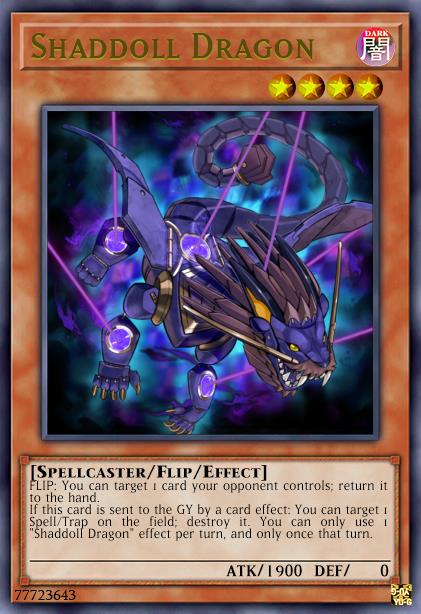 SHADDOLL DRAGON
DARK
闇
[SPELLCASTER/FLIP/EFFECT]
FLIP: You can target 1 card your opponent controls; return it
to the hand.
If this card is sent to the GY by a card effect: You can target 1
Spell/Trap on the field; destroy it. You can only use 1
"Shaddoll Dragon" effect per turn, and only once that turn.
ATK/1900 DEF/ 0
77723643